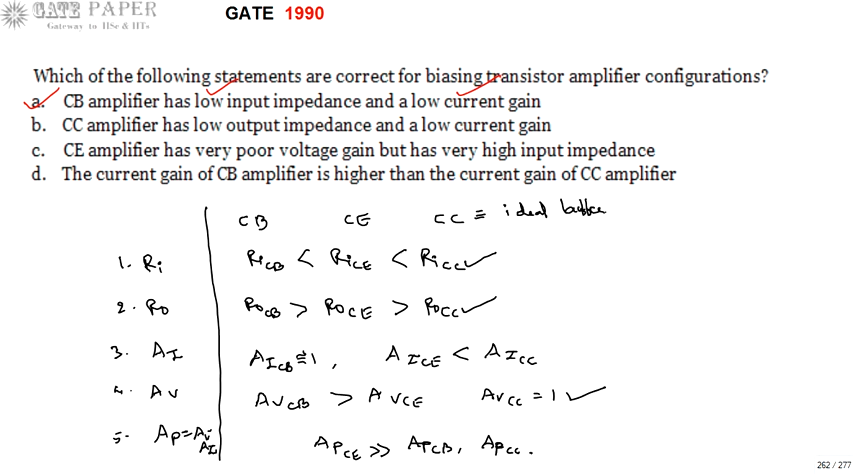 GATE PAPER
Gateway to IISc & IITs
GATE 1990
Which of the following statements are correct for biasing transistor amplifier configurations?
a. CB amplifier has low input impedance and a low current gain
b. CC amplifier has low output impedance and a low current gain
c. CE amplifier has very poor voltage gain but has very high input impedance
d. The current gain of CB amplifier is higher than the current gain of CC amplifier
CB CE CC ≡ ideal buffer
1. Ri RiCB < RiCE < RiCC ✓
2. Ro RoCB > RoCE > RoCC ✓
3. AI AICB ≅ 1, AICE < AICC
4. AV AVCB > AVCE AVCC = 1 ✓
5. AP=AV AI APCE >> APCB, APCC.
262 / 277